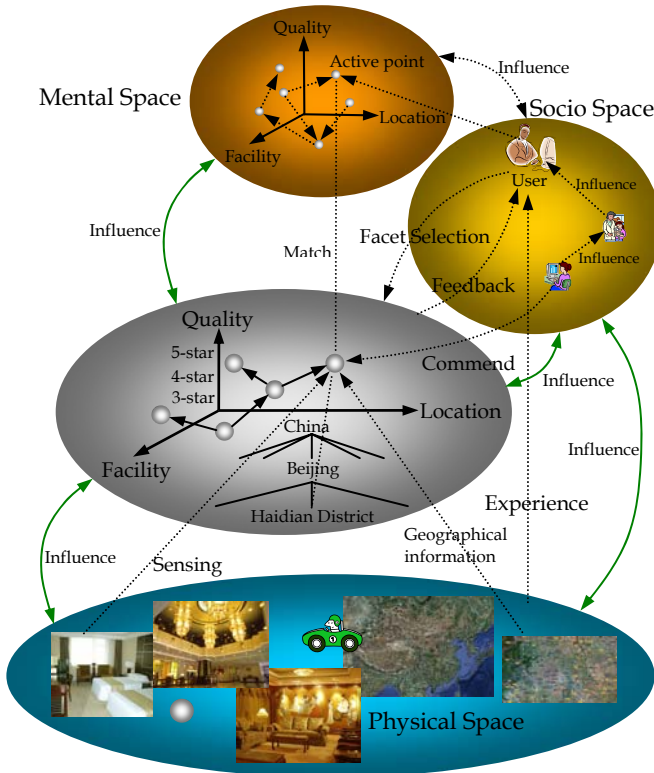 Quality
Active point
Influence
Mental Space
Location
Socio Space
Facility
User
Influence
Influence
Influence
Facet Selection
Match
Feedback
Quality
5-star
4-star
3-star
Commend
Influence
Location
China
Influence
Facility
Beijing
Experience
Haidian District
Geographical
information
Influence
Sensing
Physical Space